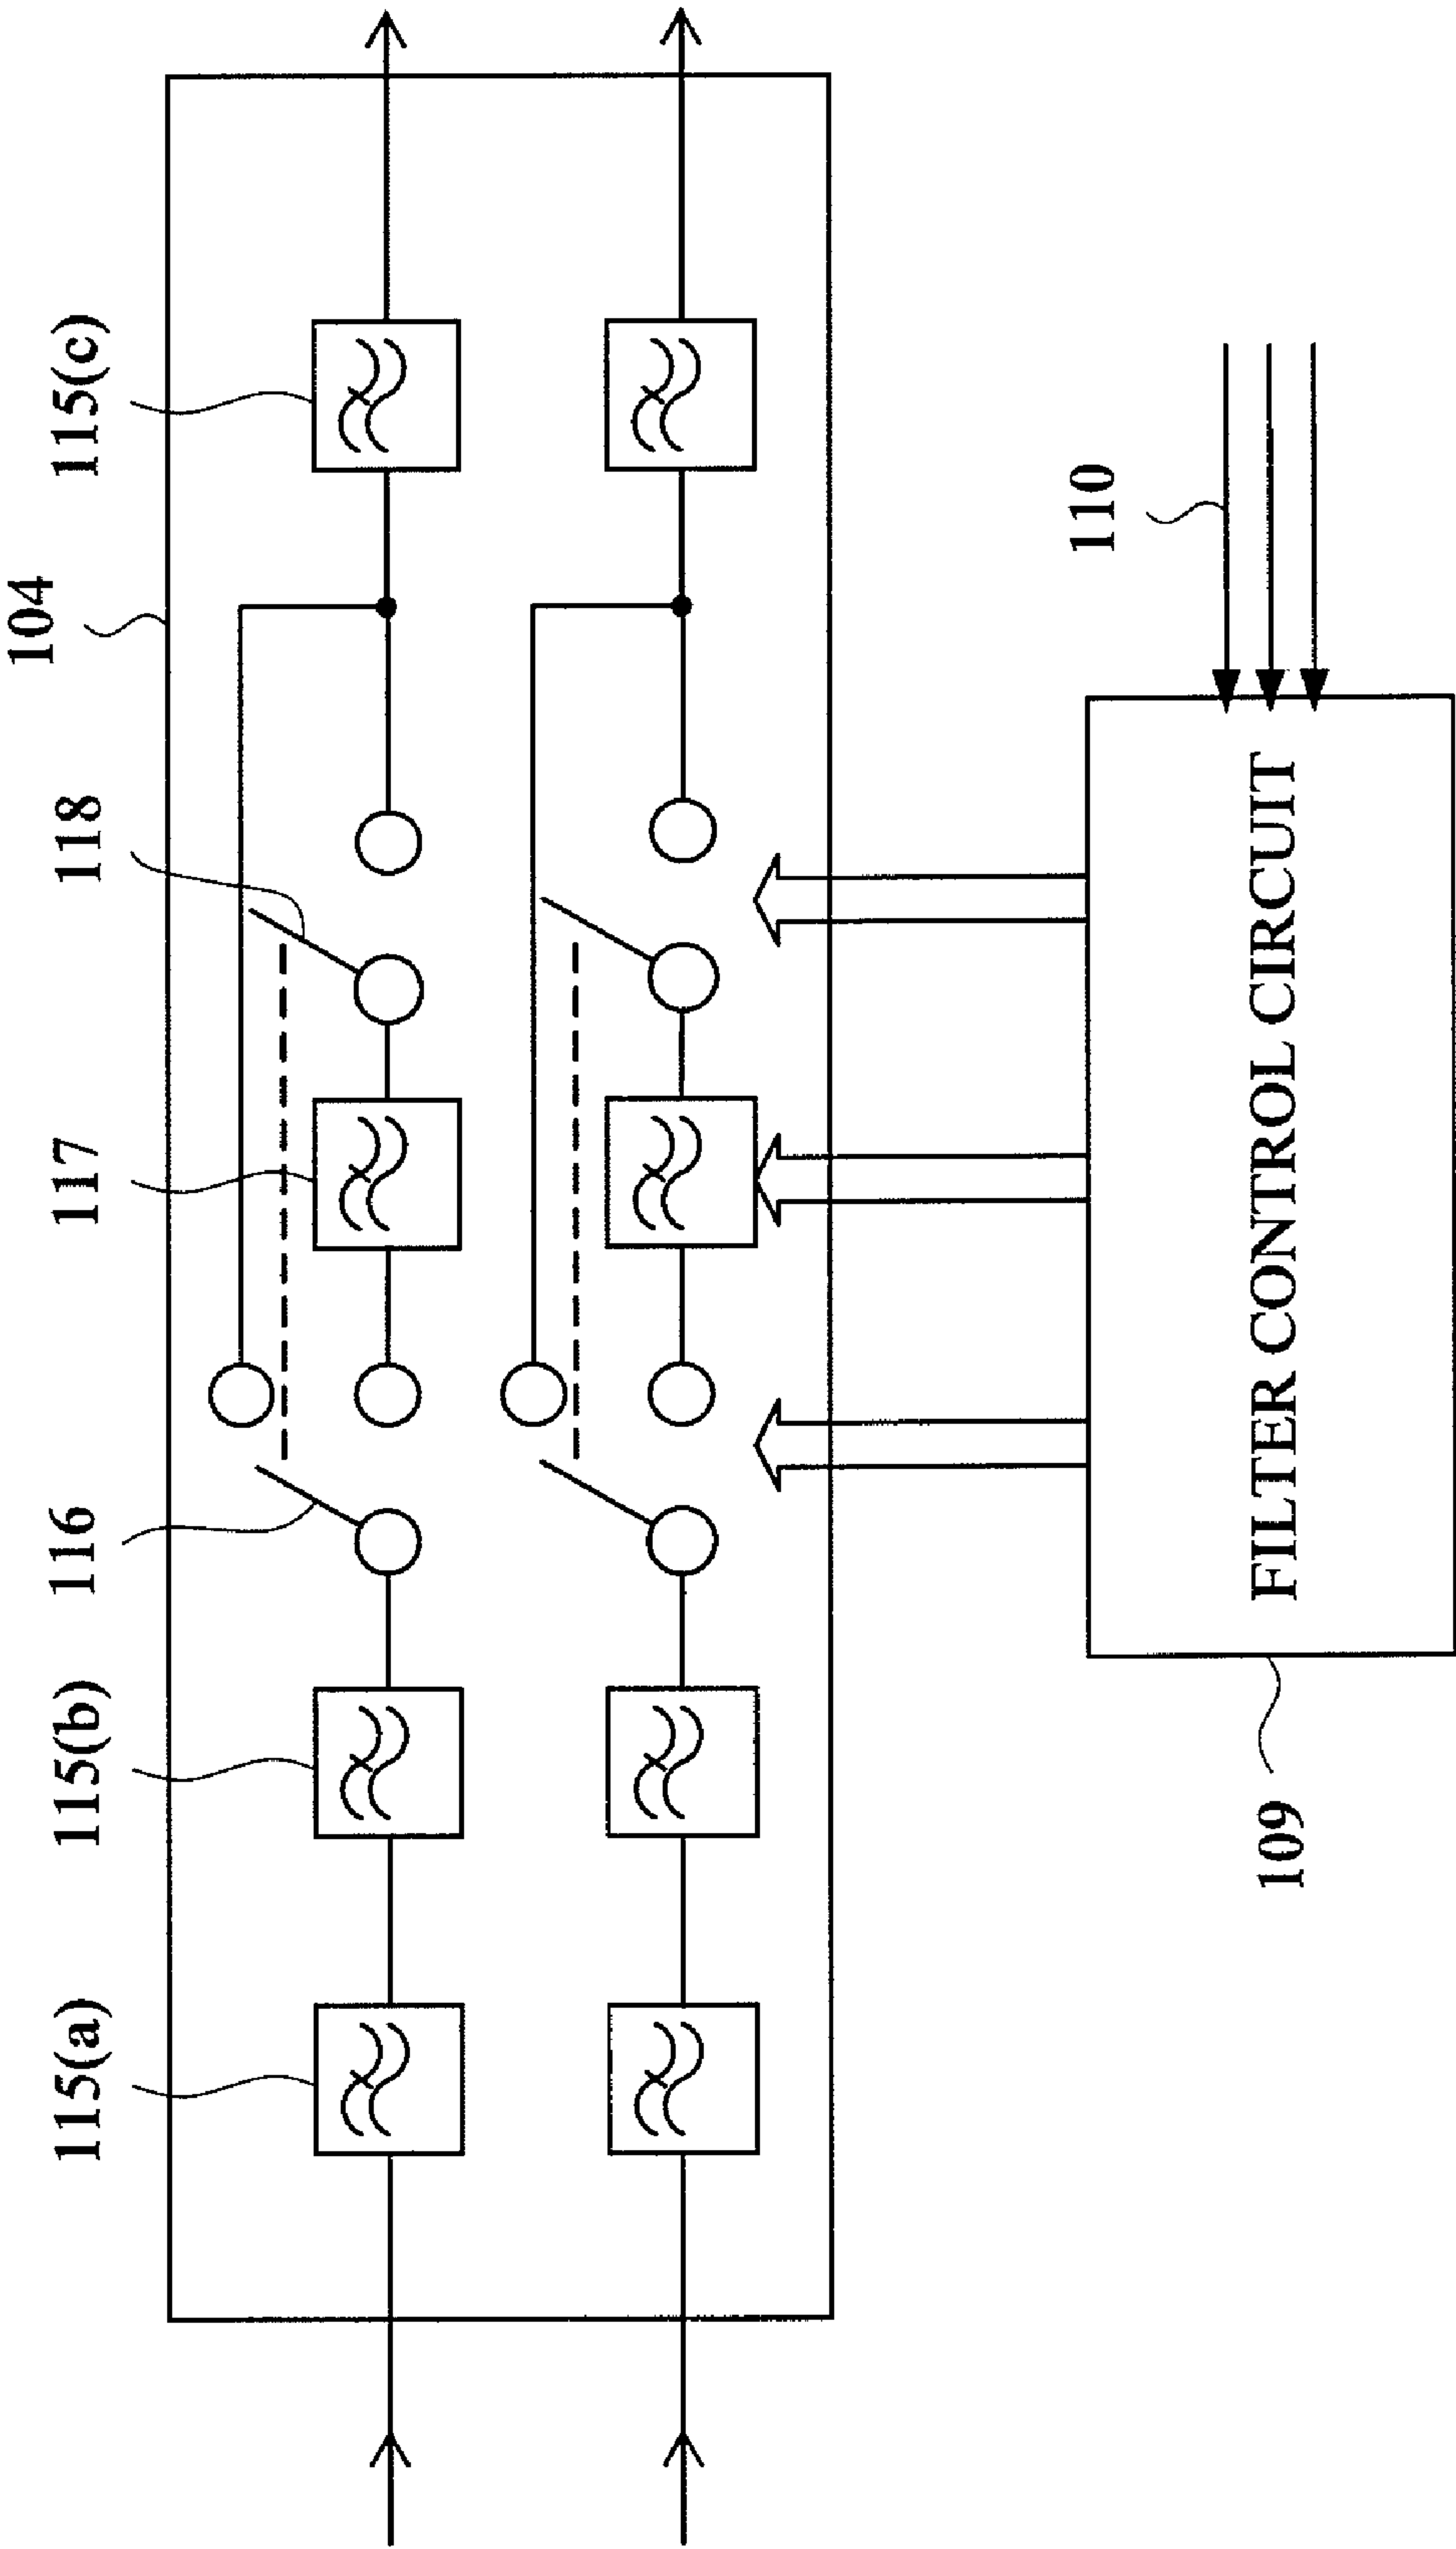 104
115(a)
115(b)
116
117
118
115(c)
110
FILTER CONTROL CIRCUIT
109